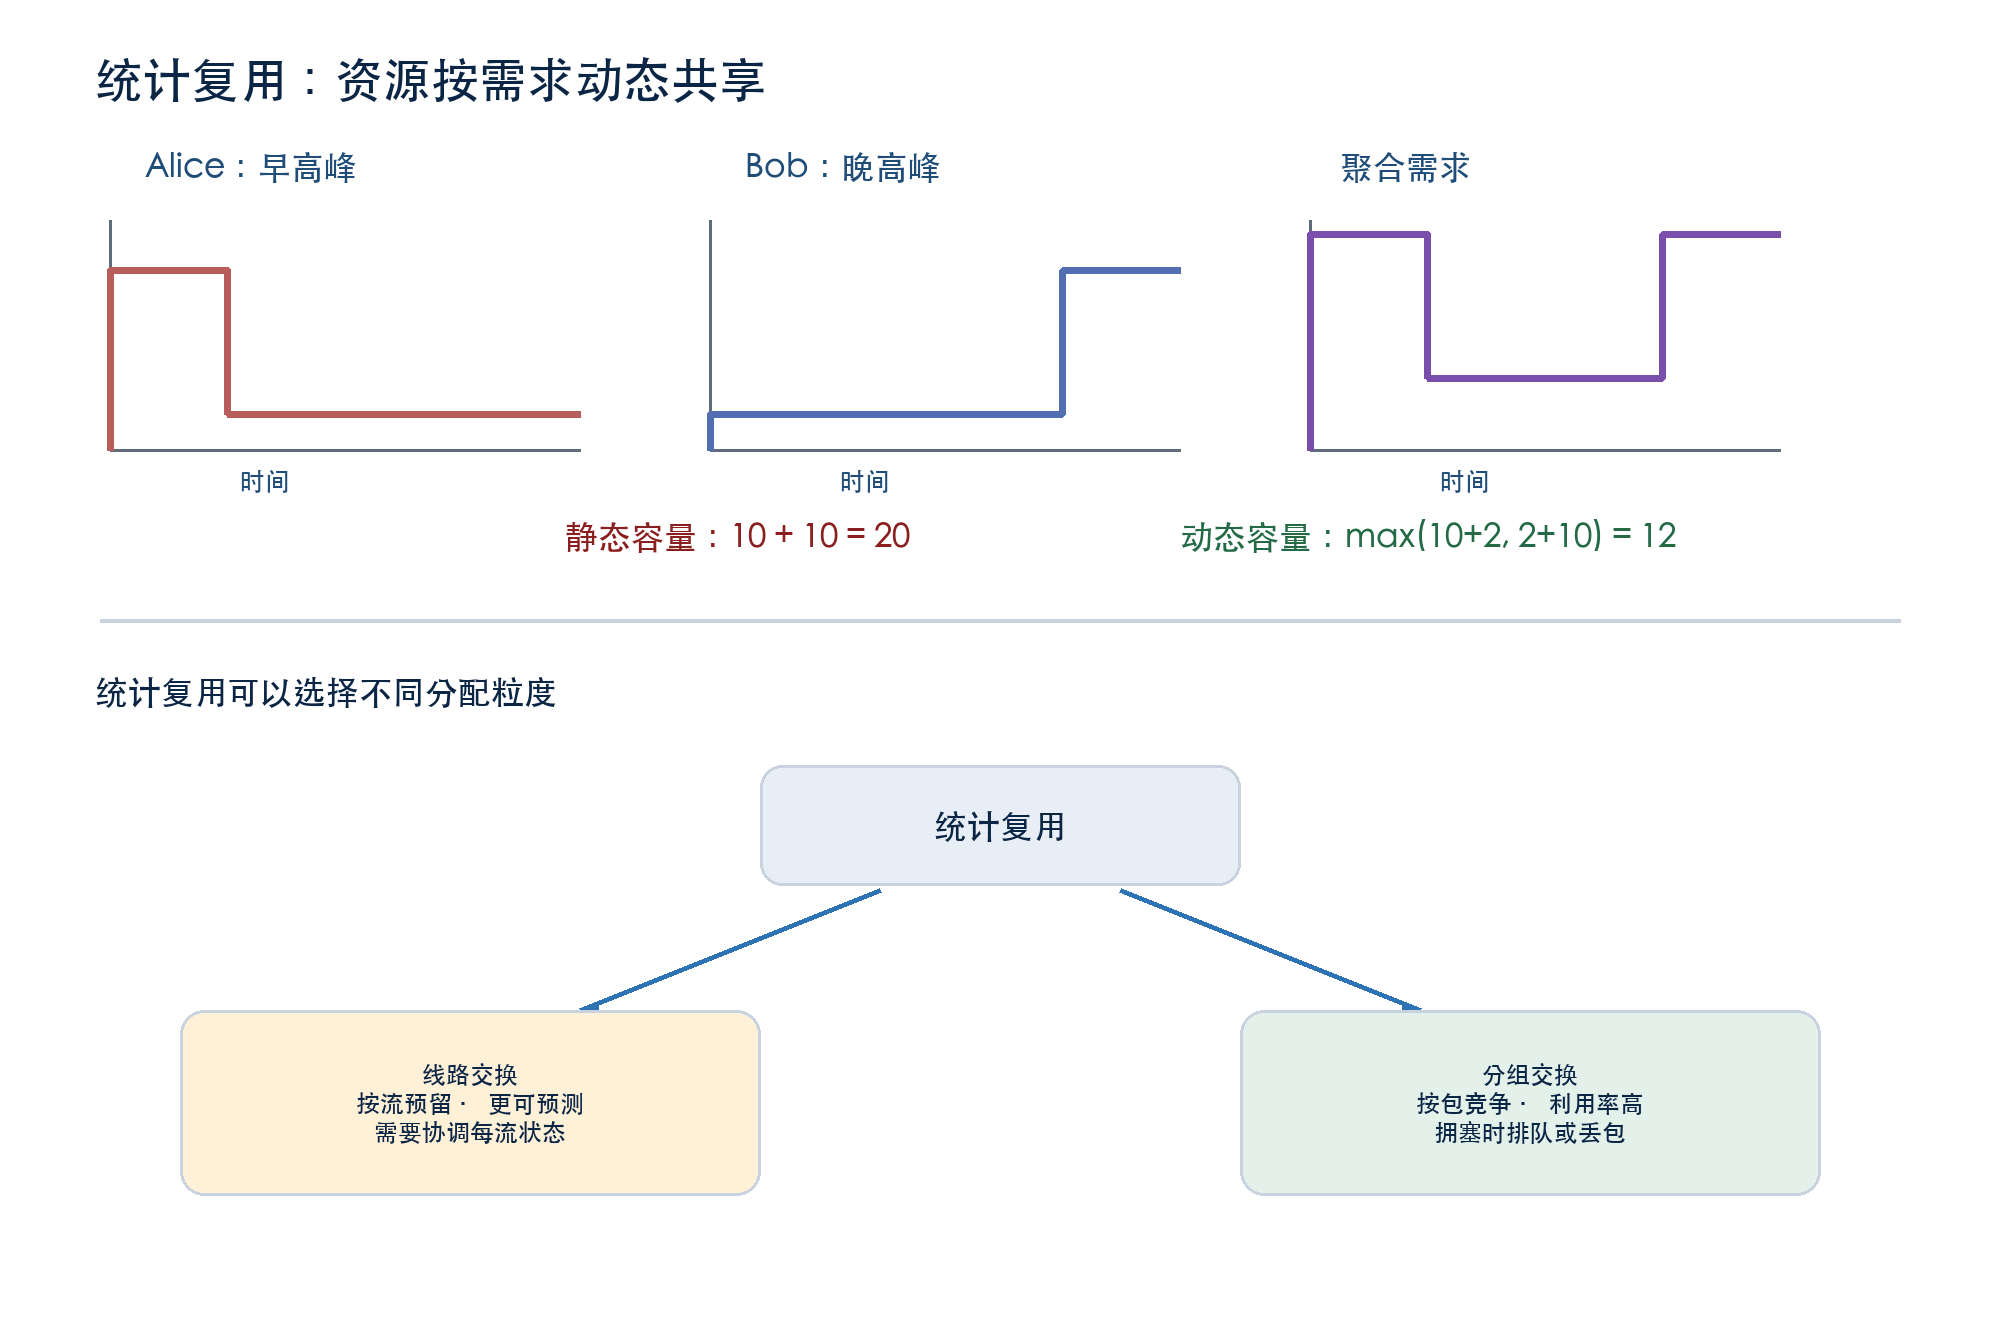 统计复用：资源按需求动态共享
Alice：早高峰
Bob：晚高峰
聚合需求
时间
时间
时间
静态容量：10 + 10 = 20
动态容量：max(10+2, 2+10) = 12
统计复用可以选择不同分配粒度
统计复用
线路交换
按流预留 · 更可预测
需要协调每流状态
分组交换
按包竞争 · 利用率高
拥塞时排队或丢包